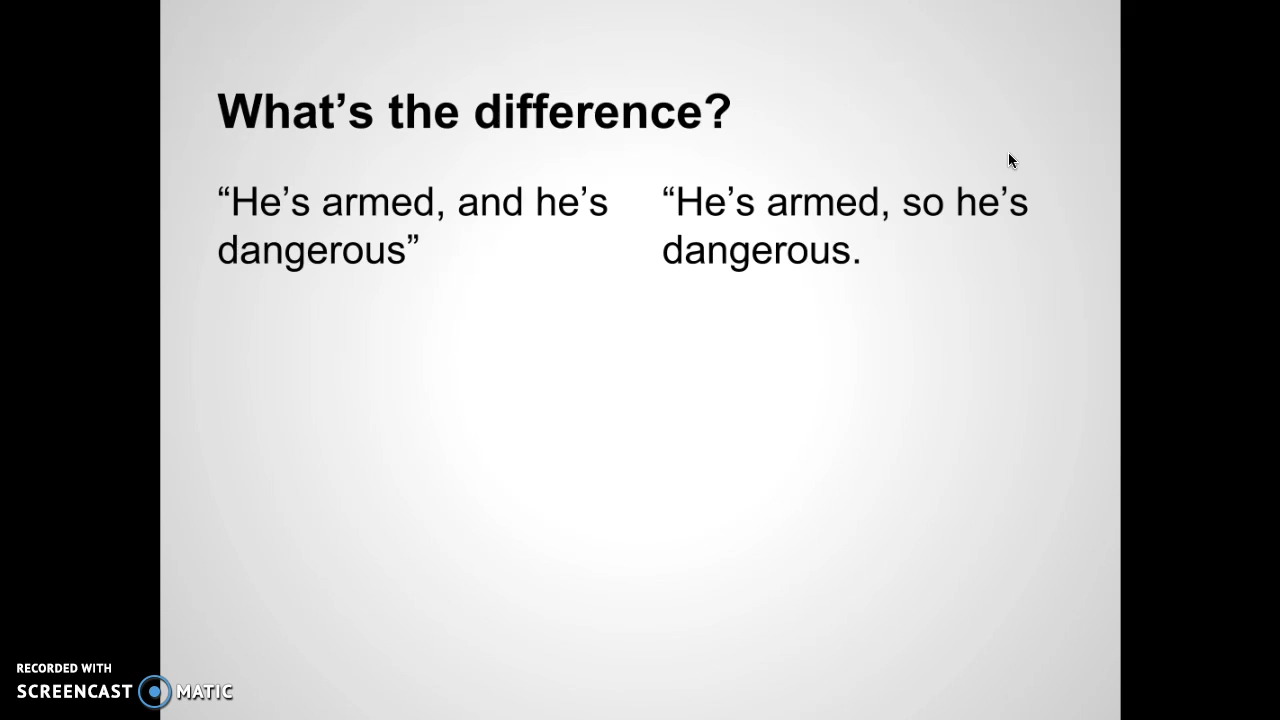 What’s the difference?
“He’s armed, and he’s
dangerous”
“He’s armed, so he’s
dangerous.
RECORDED WITH
SCREENCAST MATIC